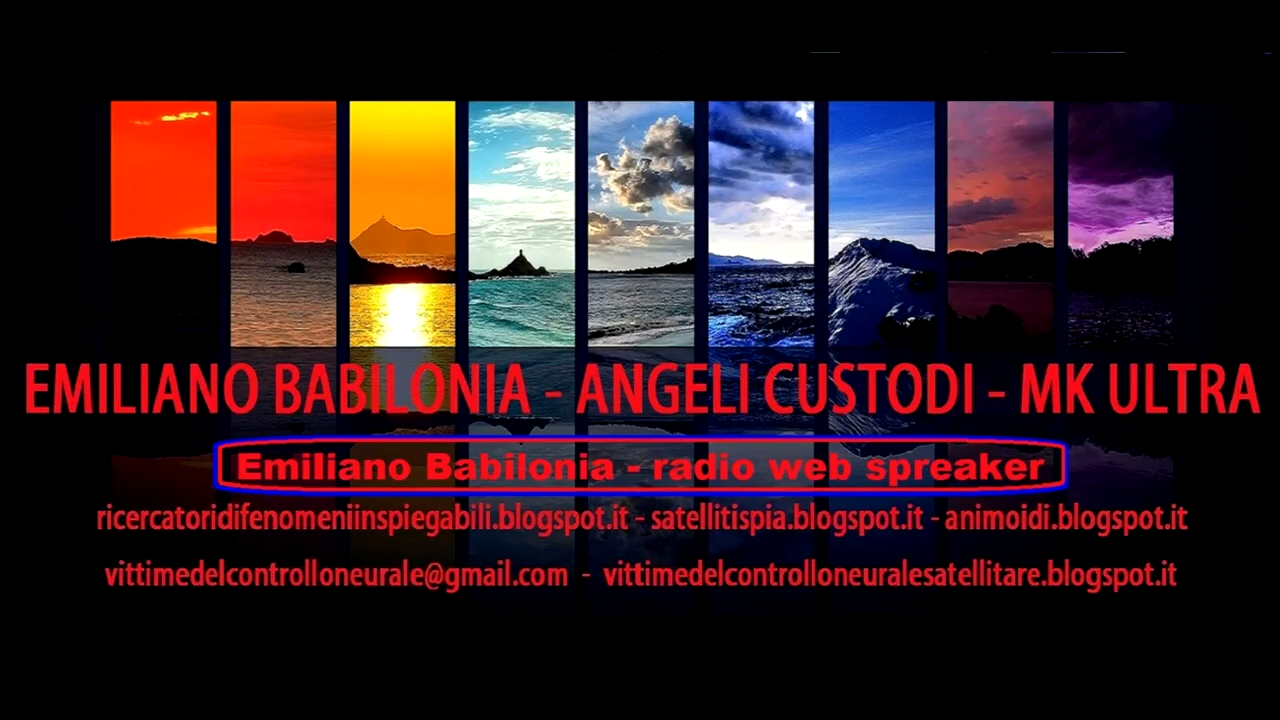 EMILIANO BABILONIA - ANGELI CUSTODI - MK ULTRA
Emiliano Babilonia - radio web spreaker
ricercatoridifenomeniinspiegabili.blogspot.it - satellitispia.blogspot.it - animoidi.blogspot.it
vittimedelcontrolloneurale@gmail.com - vittimedelcontrolloneuralesatellitare.blogspot.it